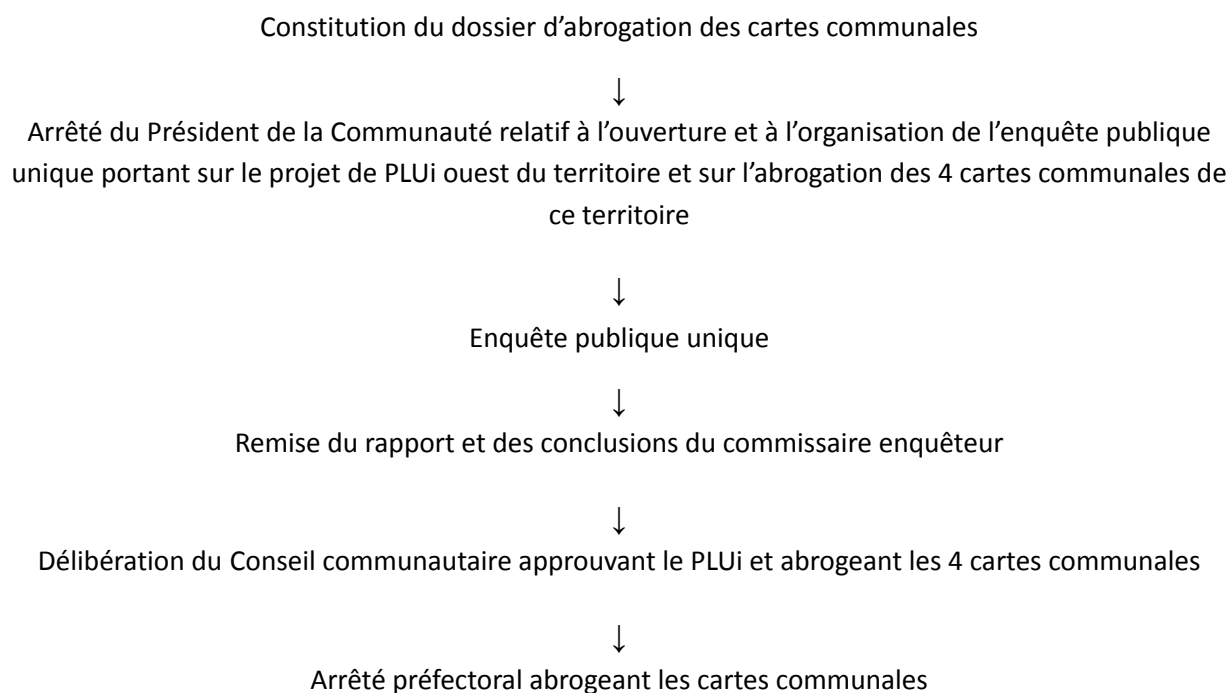 Constitution du dossier d’abrogation des cartes communales
↓
Arrêté du Président de la Communauté relatif à l’ouverture et à l’organisation de l’enquête publique
unique portant sur le projet de PLUi ouest du territoire et sur l’abrogation des 4 cartes communales de
ce territoire
↓
Enquête publique unique
↓
Remise du rapport et des conclusions du commissaire enquêteur
↓
Délibération du Conseil communautaire approuvant le PLUi et abrogeant les 4 cartes communales
↓
Arrêté préfectoral abrogeant les cartes communales